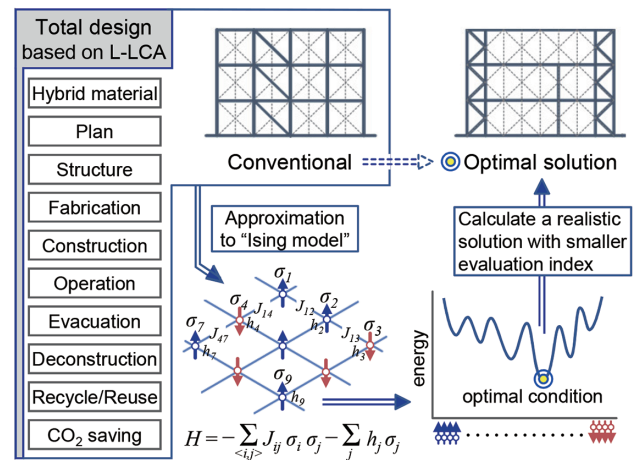 Total design
based on L-LCA
Hybrid material
Plan
Structure
Fabrication
Construction
Operation
Evacuation
Deconstruction
Recycle/Reuse
CO₂ saving
Conventional
Optimal solution
Approximation
to “Ising model”
Calculate a realistic
solution with smaller
evaluation index
σ₁
σ₄ J₁₄ J₁₂ σ₂
h₄ h₂
σ₇ J₄₇ J₁₃ σ₃
h₇ h₃
σ₉
h₉
H = − ∑<i,j> Jᵢⱼ σᵢ σⱼ − ∑ⱼ hⱼ σⱼ
energy
optimal condition